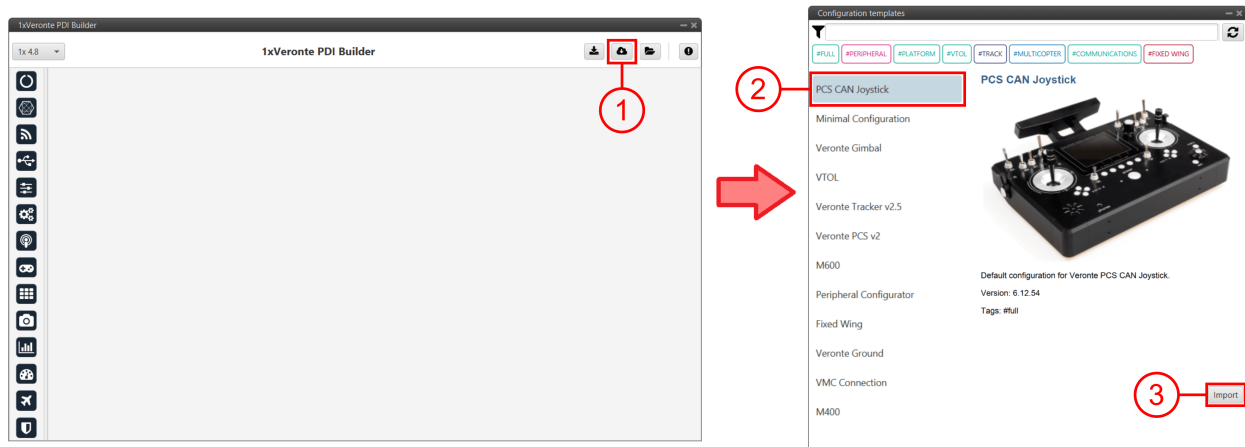 1xVeronte PDI Builder
1x 4.8
1xVeronte PDI Builder
1
Configuration templates
#FULL #PERIPHERAL #PLATFORM #VTOL #TRACK #MULTICOPTER #COMMUNICATIONS #FIXED WING
2
PCS CAN Joystick
Minimal Configuration
Veronte Gimbal
VTOL
Veronte Tracker v2.5
Veronte PCS v2
M600
Peripheral Configurator
Fixed Wing
Veronte Ground
VMC Connection
M400
PCS CAN Joystick
Default configuration for Veronte PCS CAN Joystick.
Version: 6.12.54
Tags: #full
3
Import